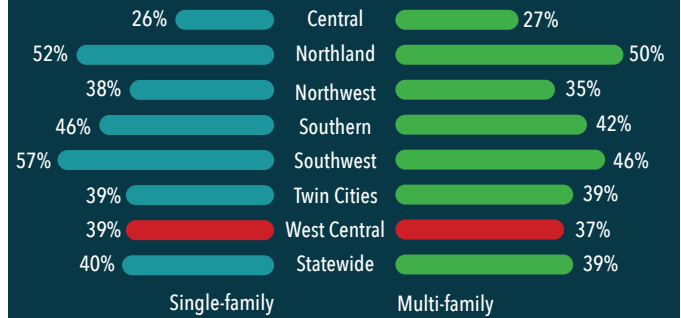 26% Central 27%
52% Northland 50%
38% Northwest 35%
46% Southern 42%
57% Southwest 46%
39% Twin Cities 39%
39% West Central 37%
40% Statewide 39%
Single-family Multi-family